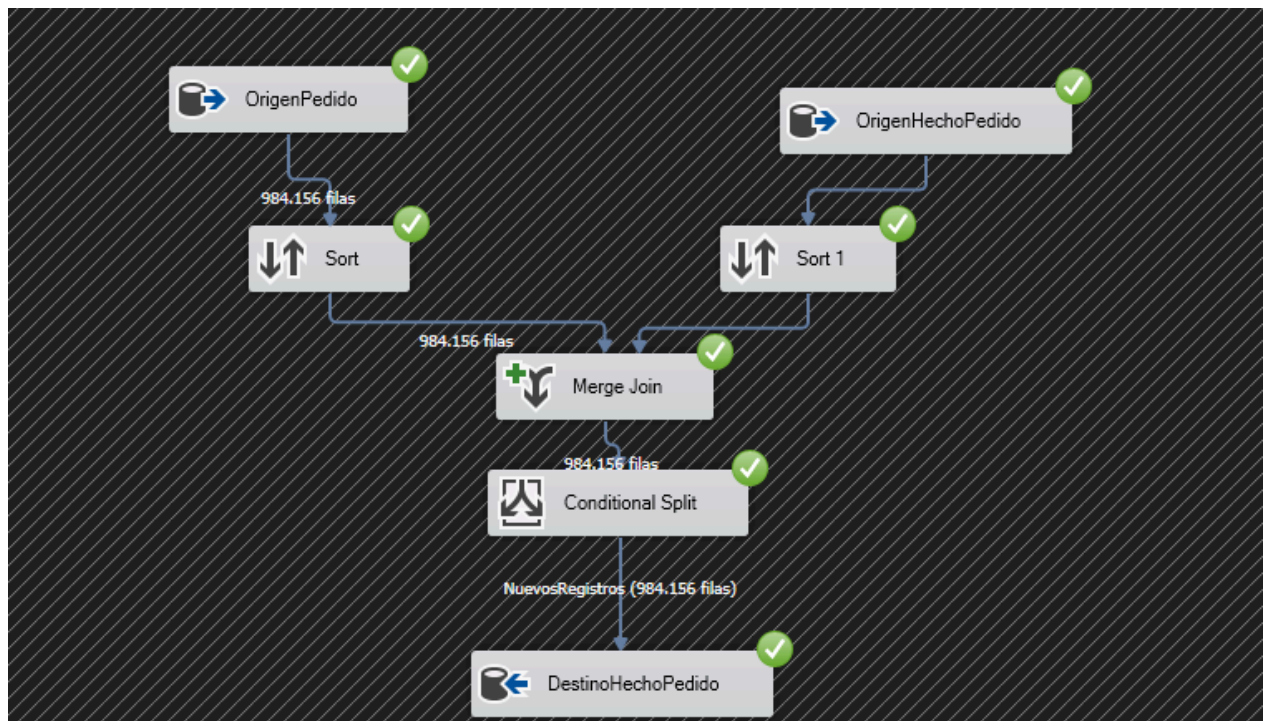 OrigenPedido
OrigenHechoPedido
984.156 filas
Sort
Sort 1
984.156 filas
Merge Join
984.156 filas
Conditional Split
NuevosRegistros (984.156 filas)
DestinoHechoPedido